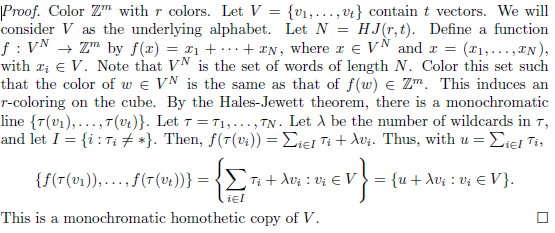 Proof. Color ℤ^m with r colors. Let V = {v_1, . . . , v_t} contain t vectors. We will
consider V as the underlying alphabet. Let N = HJ(r, t). Define a function
f : V^N → ℤ^m by f(x) = x_1 + · · · + x_N, where x ∈ V^N and x = (x_1, . . . , x_N),
with x_i ∈ V. Note that V^N is the set of words of length N. Color this set such
that the color of w ∈ V^N is the same as that of f(w) ∈ ℤ^m. This induces an
r-coloring on the cube. By the Hales-Jewett theorem, there is a monochromatic
line {τ(v_1), . . . , τ(v_t)}. Let τ = τ_1, . . . , τ_N. Let λ be the number of wildcards in τ,
and let I = {i : τ_i ≠ *}. Then, f(τ(v_i)) = ∑_{i∈I} τ_i + λv_i. Thus, with u = ∑_{i∈I} τ_i,
{f(τ(v_1)), . . . , f(τ(v_t))} = {∑_{i∈I} τ_i + λv_i : v_i ∈ V} = {u + λv_i : v_i ∈ V}.
This is a monochromatic homothetic copy of V. □